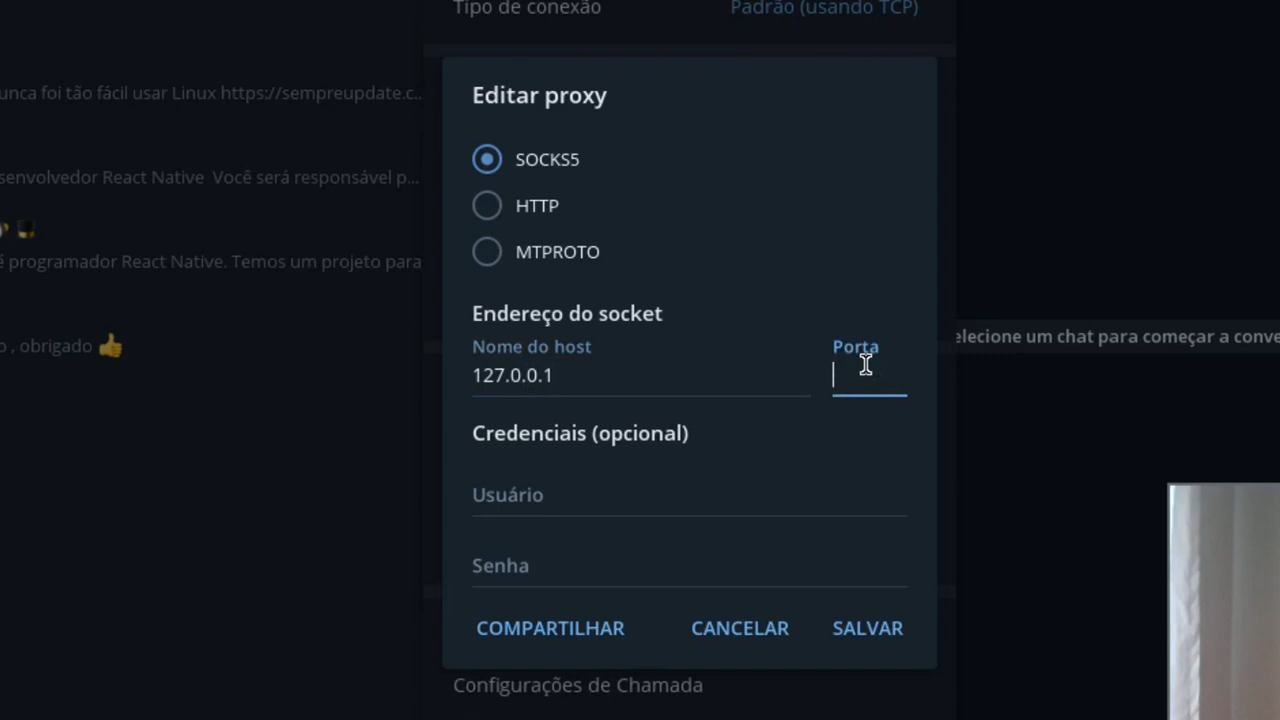 Tipo de conexão
Padrão (usando TCP)
unca foi tão fácil usar Linux https://sempreupdate.c...
senvolvedor React Native Você será responsável p...
é programador React Native. Temos um projeto para
o , obrigado 👍
Editar proxy
SOCKS5
HTTP
MTPROTO
Endereço do socket
Nome do host
Porta
127.0.0.1
elecione um chat para começar a conve
Credenciais (opcional)
Usuário
Senha
COMPARTILHAR
CANCELAR
SALVAR
Configurações de Chamada